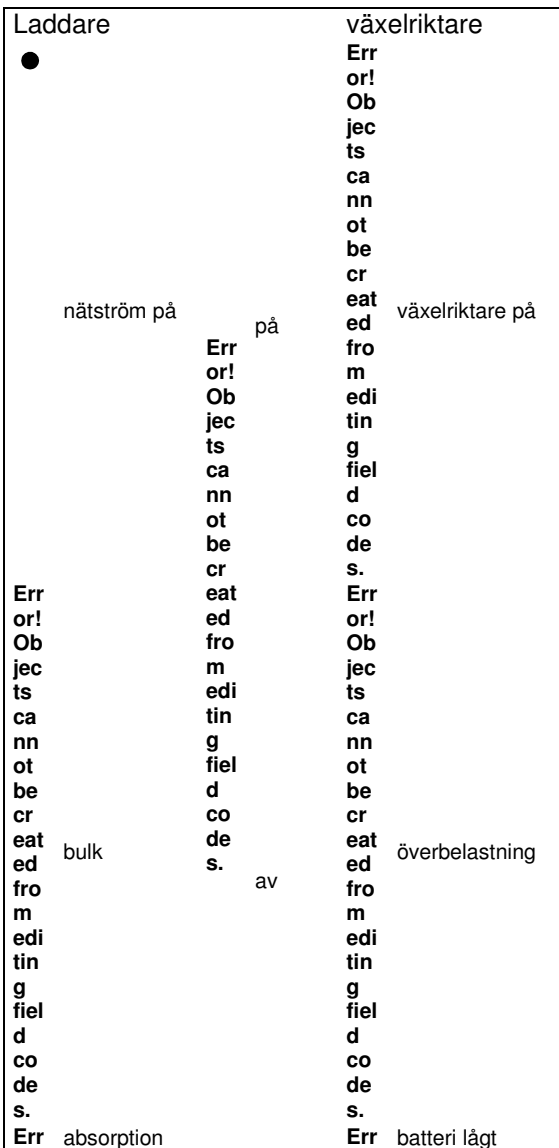 Laddare växelriktare
●
nätström på
Err
or!
Ob
jec
ts
ca
nn
ot
be
cr
eat
ed
fro
m
edi
tin
g
fiel
d
co
de
s.
på
Err
or!
Ob
jec
ts
ca
nn
ot
be
cr
eat
ed
fro
m
edi
tin
g
fiel
d
co
de
s.
växelriktare på
Err
or!
Ob
jec
ts
ca
nn
ot
be
cr
eat
ed
fro
m
edi
tin
g
fiel
d
co
de
s.
bulk
av
Err
or!
Ob
jec
ts
ca
nn
ot
be
cr
eat
ed
fro
m
edi
tin
g
fiel
d
co
de
s.
överbelastning
Err absorption
Err batteri lågt